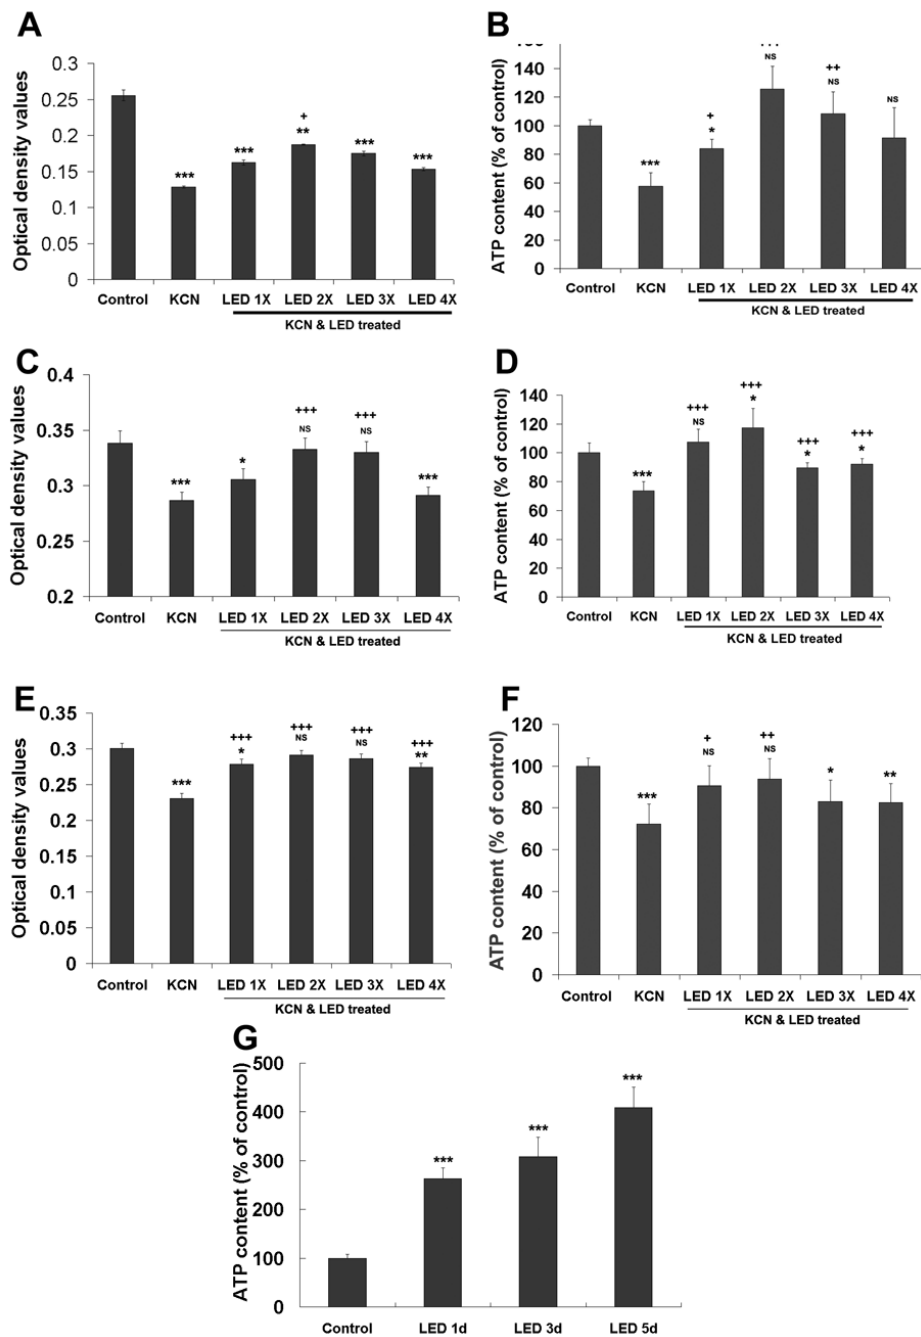 A
Optical density values
0.3
0.25
0.2
0.15
0.1
0.05
0
***
***
+
**
***
***
Control KCN LED 1X LED 2X LED 3X LED 4X
KCN & LED treated
B
ATP content (% of control)
140
120
100
80
60
40
20
0
***
+
*
NS
++
NS
NS
Control KCN LED 1X LED 2X LED 3X LED 4X
KCN & LED treated
C
Optical density values
0.4
0.35
0.3
0.25
0.2
***
*
+++
NS
+++
NS
***
Control KCN LED 1X LED 2X LED 3X LED 4X
KCN & LED treated
D
ATP content (% of control)
140
120
100
80
60
40
20
0
***
+++
NS
+++
*
+++
*
+++
*
Control KCN LED 1X LED 2X LED 3X LED 4X
KCN & LED treated
E
Optical density values
0.35
0.3
0.25
0.2
0.15
0.1
0.05
0
***
+++
*
+++
NS
+++
NS
+++
**
Control KCN LED 1X LED 2X LED 3X LED 4X
KCN & LED treated
F
ATP content (% of control)
120
100
80
60
40
20
0
***
+
NS
++
NS
*
**
Control KCN LED 1X LED 2X LED 3X LED 4X
KCN & LED treated
G
ATP content (% of control)
500
400
300
200
100
0
***
***
***
Control LED 1d LED 3d LED 5d